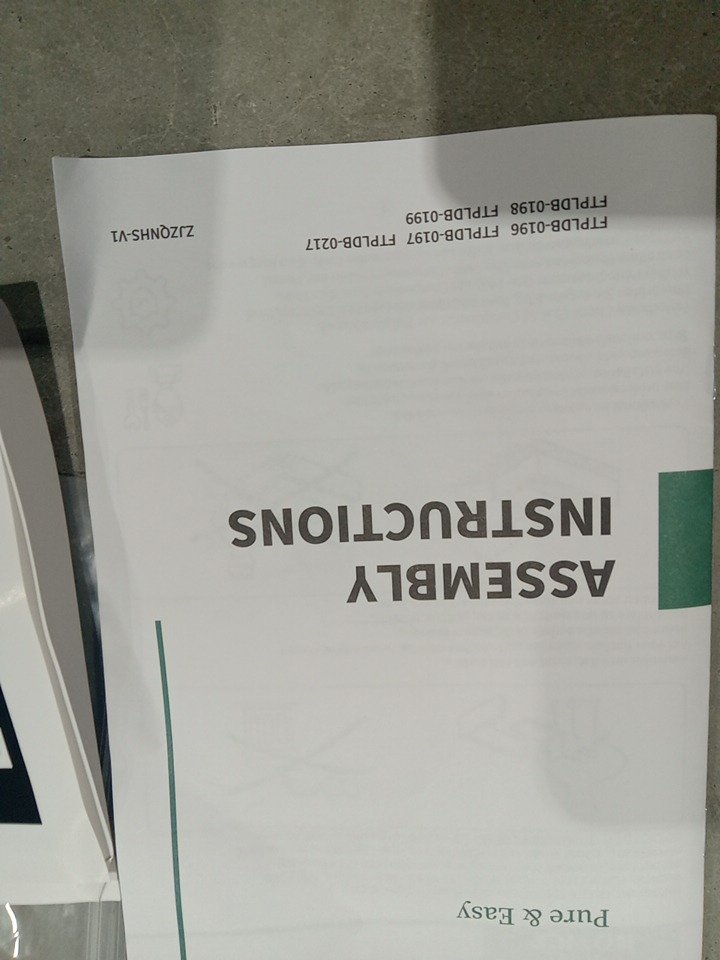 Pure & Easy
ASSEMBLY
INSTRUCTIONS
FTPLDB-0196 FTPLDB-0197 FTPLDB-0217
FTPLDB-0198 FTPLDB-0199
ZJZQNHS-V1